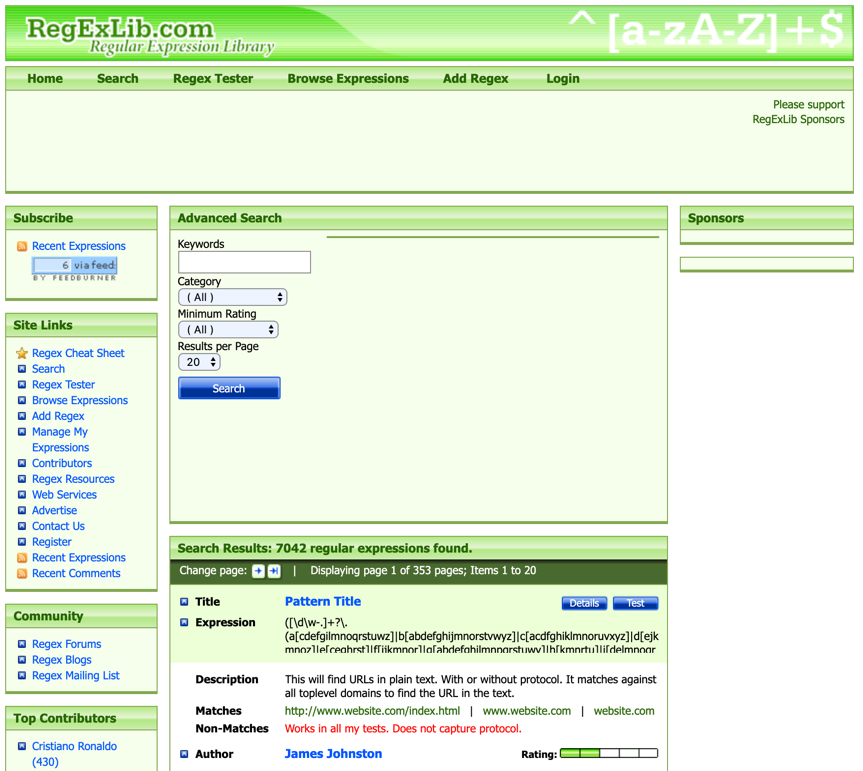 RegExLib.com
Regular Expression Library
^[a-zA-Z]+$
Home Search Regex Tester Browse Expressions Add Regex Login
Please support
RegExLib Sponsors
Subscribe
Recent Expressions
6 via feed
BY FEEDBURNER
Site Links
Regex Cheat Sheet
Search
Regex Tester
Browse Expressions
Add Regex
Manage My
Expressions
Contributors
Regex Resources
Web Services
Advertise
Contact Us
Register
Recent Expressions
Recent Comments
Community
Regex Forums
Regex Blogs
Regex Mailing List
Top Contributors
Cristiano Ronaldo
(430)
Advanced Search
Keywords
Category
( All )
Minimum Rating
( All )
Results per Page
20
Search
Search Results: 7042 regular expressions found.
Change page: | Displaying page 1 of 353 pages; Items 1 to 20
Title Pattern Title Details Test
Expression ([\d\w-.]+?\.
(a[cdefgilmnoqrstuwz]|b[abdefghijmnorstvwyz]|c[acdfghiklmnoruvxyz]|d[ejk
mnoz]|e[ceghrst]|f[ijkmnor]|g[abdefghilmnpqrstuwy]|h[kmnrtu]|i[delmnoqr
Description This will find URLs in plain text. With or without protocol. It matches against
all toplevel domains to find the URL in the text.
Matches http://www.website.com/index.html | www.website.com | website.com
Non-Matches Works in all my tests. Does not capture protocol.
Author James Johnston Rating:
Sponsors